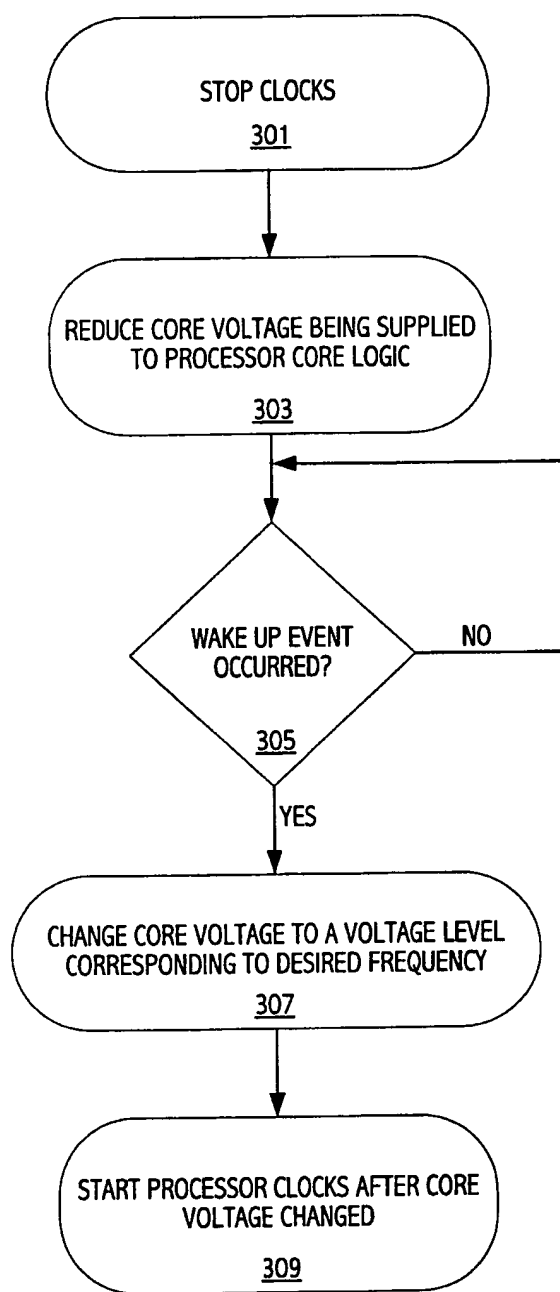 STOP CLOCKS
301
REDUCE CORE VOLTAGE BEING SUPPLIED
TO PROCESSOR CORE LOGIC
303
WAKE UP EVENT
OCCURRED?
305
NO
YES
CHANGE CORE VOLTAGE TO A VOLTAGE LEVEL
CORRESPONDING TO DESIRED FREQUENCY
307
START PROCESSOR CLOCKS AFTER CORE
VOLTAGE CHANGED
309